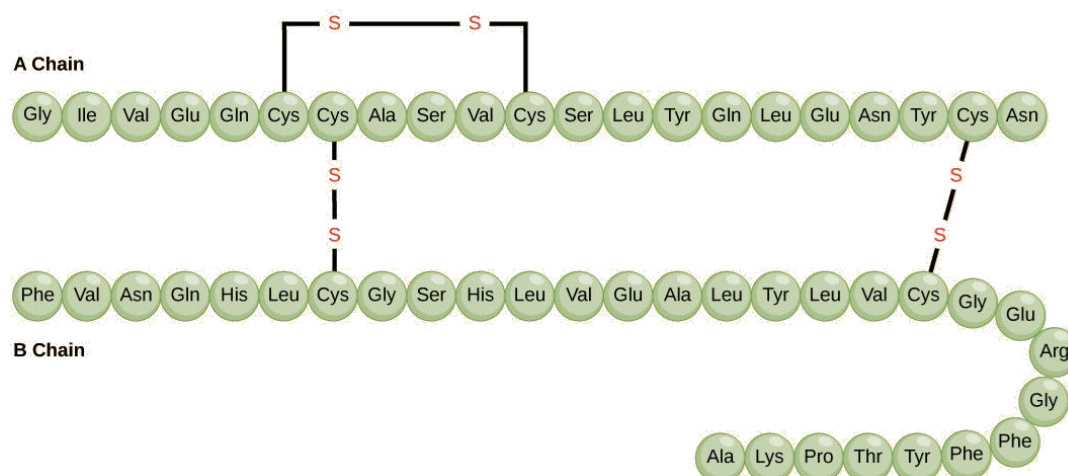 S S
A Chain
Gly Ile Val Glu Gln Cys Cys Ala Ser Val Cys Ser Leu Tyr Gln Leu Glu Asn Tyr Cys Asn
S S
S S
Phe Val Asn Gln His Leu Cys Gly Ser His Leu Val Glu Ala Leu Tyr Leu Val Cys Gly Glu
B Chain
Arg
Gly
Phe
Ala Lys Pro Thr Tyr Phe